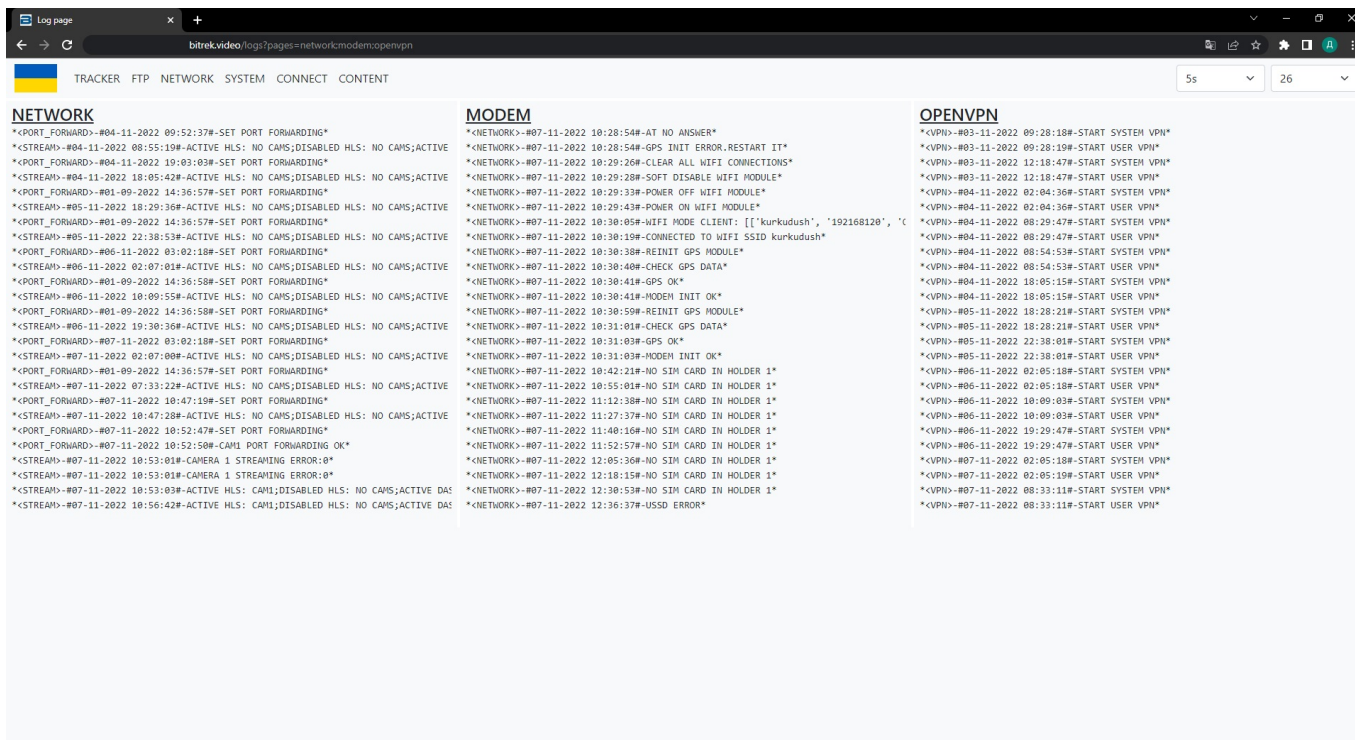 Log page
bitrek.video/logs?pages=network;modem;openvpn
Д
TRACKER FTP NETWORK SYSTEM CONNECT CONTENT
5s
26
NETWORK
*<PORT_FORWARD>-#04-11-2022 09:52:37#-SET PORT FORWARDING*
*<STREAM>-#04-11-2022 08:55:19#-ACTIVE HLS: NO CAMS;DISABLED HLS: NO CAMS;ACTIVE
*<PORT_FORWARD>-#04-11-2022 19:03:03#-SET PORT FORWARDING*
*<STREAM>-#04-11-2022 18:05:42#-ACTIVE HLS: NO CAMS;DISABLED HLS: NO CAMS;ACTIVE
*<PORT_FORWARD>-#01-09-2022 14:36:57#-SET PORT FORWARDING*
*<STREAM>-#05-11-2022 18:29:36#-ACTIVE HLS: NO CAMS;DISABLED HLS: NO CAMS;ACTIVE
*<PORT_FORWARD>-#01-09-2022 14:36:57#-SET PORT FORWARDING*
*<STREAM>-#05-11-2022 22:38:53#-ACTIVE HLS: NO CAMS;DISABLED HLS: NO CAMS;ACTIVE
*<PORT_FORWARD>-#06-11-2022 03:02:18#-SET PORT FORWARDING*
*<STREAM>-#06-11-2022 02:07:01#-ACTIVE HLS: NO CAMS;DISABLED HLS: NO CAMS;ACTIVE
*<PORT_FORWARD>-#01-09-2022 14:36:58#-SET PORT FORWARDING*
*<STREAM>-#06-11-2022 10:09:55#-ACTIVE HLS: NO CAMS;DISABLED HLS: NO CAMS;ACTIVE
*<PORT_FORWARD>-#01-09-2022 14:36:58#-SET PORT FORWARDING*
*<STREAM>-#06-11-2022 19:30:36#-ACTIVE HLS: NO CAMS;DISABLED HLS: NO CAMS;ACTIVE
*<PORT_FORWARD>-#07-11-2022 03:02:18#-SET PORT FORWARDING*
*<STREAM>-#07-11-2022 02:07:00#-ACTIVE HLS: NO CAMS;DISABLED HLS: NO CAMS;ACTIVE
*<PORT_FORWARD>-#01-09-2022 14:36:57#-SET PORT FORWARDING*
*<STREAM>-#07-11-2022 07:33:22#-ACTIVE HLS: NO CAMS;DISABLED HLS: NO CAMS;ACTIVE
*<PORT_FORWARD>-#07-11-2022 10:47:19#-SET PORT FORWARDING*
*<STREAM>-#07-11-2022 10:47:28#-ACTIVE HLS: NO CAMS;DISABLED HLS: NO CAMS;ACTIVE
*<PORT_FORWARD>-#07-11-2022 10:52:47#-SET PORT FORWARDING*
*<PORT_FORWARD>-#07-11-2022 10:52:50#-CAM1 PORT FORWARDING OK*
*<STREAM>-#07-11-2022 10:53:01#-CAMERA 1 STREAMING ERROR:0*
*<STREAM>-#07-11-2022 10:53:01#-CAMERA 1 STREAMING ERROR:0*
*<STREAM>-#07-11-2022 10:53:03#-ACTIVE HLS: CAM1;DISABLED HLS: NO CAMS;ACTIVE DAS
*<STREAM>-#07-11-2022 10:56:42#-ACTIVE HLS: CAM1;DISABLED HLS: NO CAMS;ACTIVE DAS
MODEM
*<NETWORK>-#07-11-2022 10:28:54#-AT NO ANSWER*
*<NETWORK>-#07-11-2022 10:28:54#-GPS INIT ERROR.RESTART IT*
*<NETWORK>-#07-11-2022 10:29:26#-CLEAR ALL WIFI CONNECTIONS*
*<NETWORK>-#07-11-2022 10:29:28#-SOFT DISABLE WIFI MODULE*
*<NETWORK>-#07-11-2022 10:29:33#-POWER OFF WIFI MODULE*
*<NETWORK>-#07-11-2022 10:29:43#-POWER ON WIFI MODULE*
*<NETWORK>-#07-11-2022 10:30:05#-WIFI MODE CLIENT: [['kurkudush', '192168120', 'C
*<NETWORK>-#07-11-2022 10:30:19#-CONNECTED TO WIFI SSID kurkudush*
*<NETWORK>-#07-11-2022 10:30:38#-REINIT GPS MODULE*
*<NETWORK>-#07-11-2022 10:30:40#-CHECK GPS DATA*
*<NETWORK>-#07-11-2022 10:30:41#-GPS OK*
*<NETWORK>-#07-11-2022 10:30:41#-MODEM INIT OK*
*<NETWORK>-#07-11-2022 10:30:59#-REINIT GPS MODULE*
*<NETWORK>-#07-11-2022 10:31:01#-CHECK GPS DATA*
*<NETWORK>-#07-11-2022 10:31:03#-GPS OK*
*<NETWORK>-#07-11-2022 10:31:03#-MODEM INIT OK*
*<NETWORK>-#07-11-2022 10:42:21#-NO SIM CARD IN HOLDER 1*
*<NETWORK>-#07-11-2022 10:55:01#-NO SIM CARD IN HOLDER 1*
*<NETWORK>-#07-11-2022 11:12:38#-NO SIM CARD IN HOLDER 1*
*<NETWORK>-#07-11-2022 11:27:37#-NO SIM CARD IN HOLDER 1*
*<NETWORK>-#07-11-2022 11:40:16#-NO SIM CARD IN HOLDER 1*
*<NETWORK>-#07-11-2022 11:52:57#-NO SIM CARD IN HOLDER 1*
*<NETWORK>-#07-11-2022 12:05:36#-NO SIM CARD IN HOLDER 1*
*<NETWORK>-#07-11-2022 12:18:15#-NO SIM CARD IN HOLDER 1*
*<NETWORK>-#07-11-2022 12:30:53#-NO SIM CARD IN HOLDER 1*
*<NETWORK>-#07-11-2022 12:36:37#-USSD ERROR*
OPENVPN
*<VPN>-#03-11-2022 09:28:18#-START SYSTEM VPN*
*<VPN>-#03-11-2022 09:28:19#-START USER VPN*
*<VPN>-#03-11-2022 12:18:47#-START SYSTEM VPN*
*<VPN>-#03-11-2022 12:18:47#-START USER VPN*
*<VPN>-#04-11-2022 02:04:36#-START SYSTEM VPN*
*<VPN>-#04-11-2022 02:04:36#-START USER VPN*
*<VPN>-#04-11-2022 08:29:47#-START SYSTEM VPN*
*<VPN>-#04-11-2022 08:29:47#-START USER VPN*
*<VPN>-#04-11-2022 08:54:53#-START SYSTEM VPN*
*<VPN>-#04-11-2022 08:54:53#-START USER VPN*
*<VPN>-#04-11-2022 18:05:15#-START SYSTEM VPN*
*<VPN>-#04-11-2022 18:05:15#-START USER VPN*
*<VPN>-#05-11-2022 18:28:21#-START SYSTEM VPN*
*<VPN>-#05-11-2022 18:28:21#-START USER VPN*
*<VPN>-#05-11-2022 22:38:01#-START SYSTEM VPN*
*<VPN>-#05-11-2022 22:38:01#-START USER VPN*
*<VPN>-#06-11-2022 02:05:18#-START SYSTEM VPN*
*<VPN>-#06-11-2022 02:05:18#-START USER VPN*
*<VPN>-#06-11-2022 10:09:03#-START SYSTEM VPN*
*<VPN>-#06-11-2022 10:09:03#-START USER VPN*
*<VPN>-#06-11-2022 19:29:47#-START SYSTEM VPN*
*<VPN>-#06-11-2022 19:29:47#-START USER VPN*
*<VPN>-#07-11-2022 02:05:18#-START SYSTEM VPN*
*<VPN>-#07-11-2022 02:05:19#-START USER VPN*
*<VPN>-#07-11-2022 08:33:11#-START SYSTEM VPN*
*<VPN>-#07-11-2022 08:33:11#-START USER VPN*